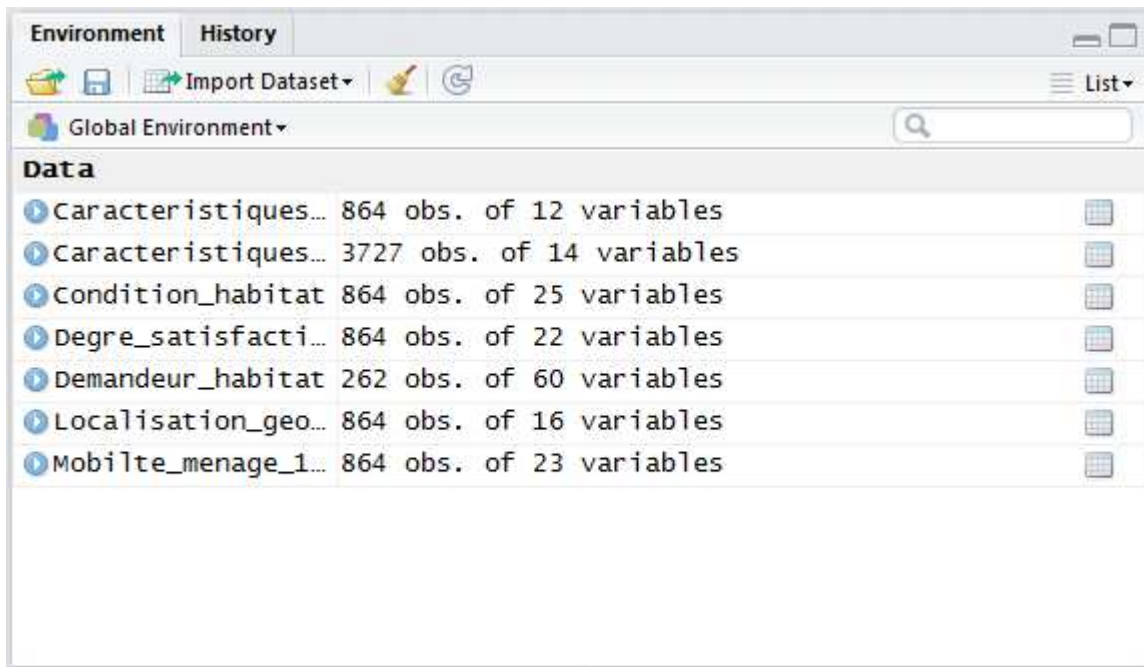 Environment History
Import Dataset List
Global Environment
Data
Caracteristiques… 864 obs. of 12 variables
Caracteristiques… 3727 obs. of 14 variables
Condition_habitat 864 obs. of 25 variables
Degre_satisfacti… 864 obs. of 22 variables
Demandeur_habitat 262 obs. of 60 variables
Localisation_geo… 864 obs. of 16 variables
Mobilte_menage_1… 864 obs. of 23 variables